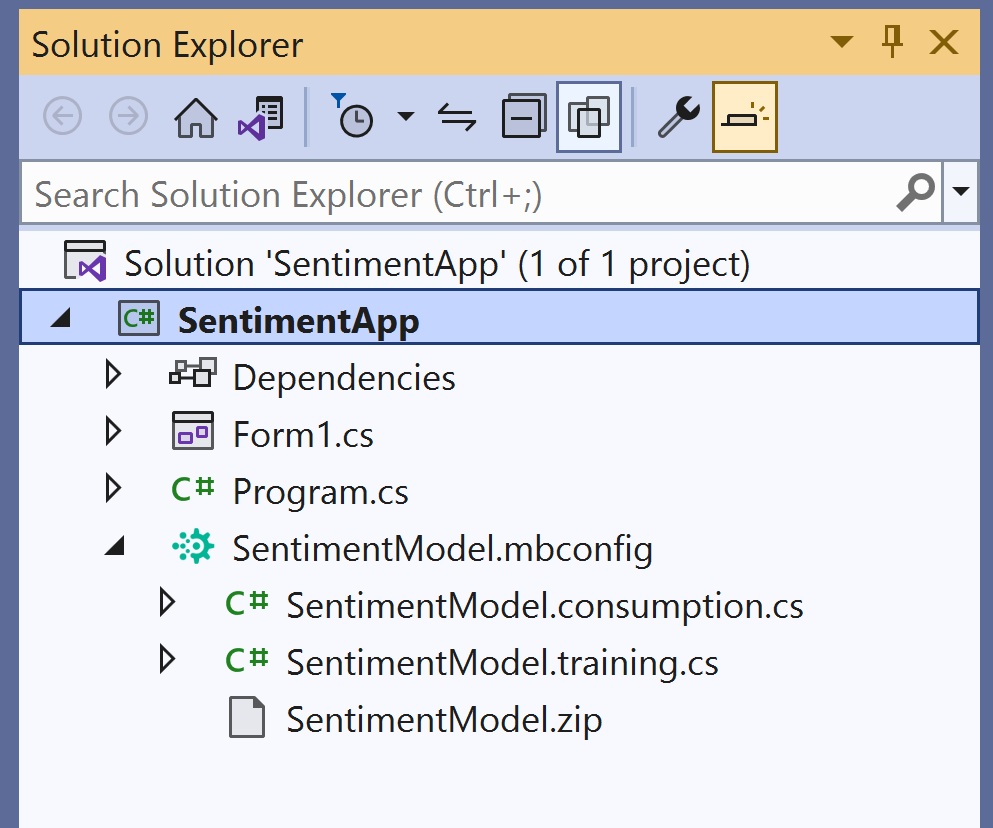 Solution Explorer
Search Solution Explorer (Ctrl+;)
Solution 'SentimentApp' (1 of 1 project)
C# SentimentApp
Dependencies
Form1.cs
C# Program.cs
SentimentModel.mbconfig
C# SentimentModel.consumption.cs
C# SentimentModel.training.cs
SentimentModel.zip